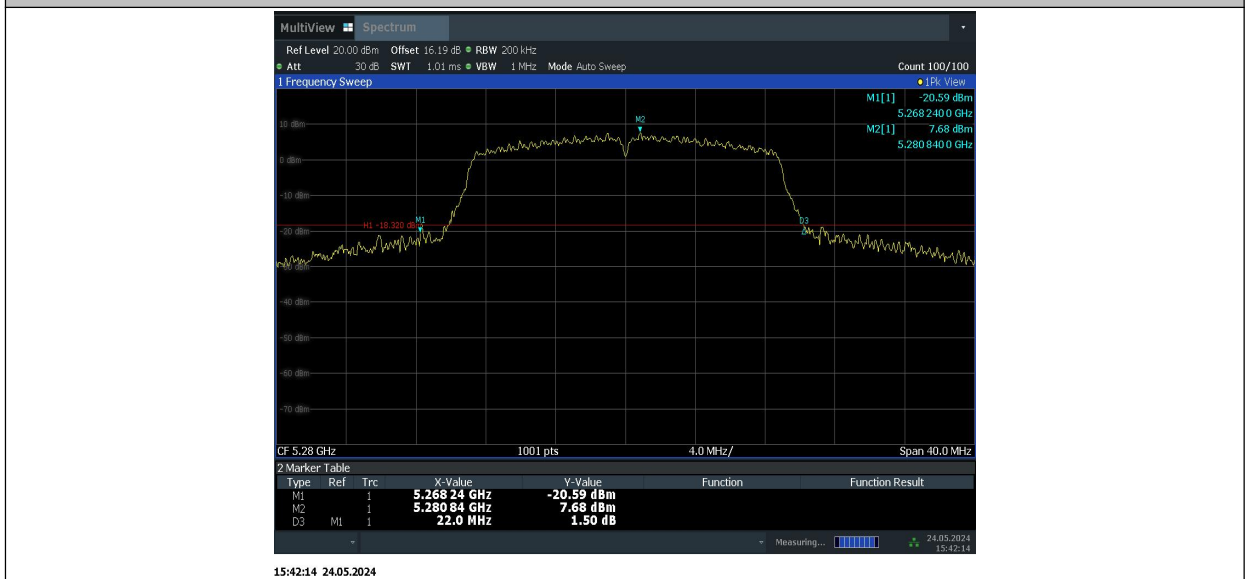 MultiView Spectrum
Ref Level 20.00 dBm Offset 16.19 dB RBW 200 kHz
Att 30 dB SWT 1.01 ms VBW 1 MHz Mode Auto Sweep Count 100/100
1 Frequency Sweep 1Pk View
M1[1] -20.59 dBm
5.268 240 0 GHz
M2[1] 7.68 dBm
5.280 840 0 GHz
M2
10 dBm
0 dBm
-10 dBm
M1
D3
H1 -18.320 dBm
-20 dBm
-30 dBm
-40 dBm
-50 dBm
-60 dBm
-70 dBm
CF 5.28 GHz 1001 pts 4.0 MHz/ Span 40.0 MHz
2 Marker Table
Type Ref Trc X-Value Y-Value Function Function Result
M1 1 5.268 24 GHz -20.59 dBm
M2 1 5.280 84 GHz 7.68 dBm
D3 M1 1 22.0 MHz 1.50 dB
Measuring... 24.05.2024
15:42:14
15:42:14 24.05.2024